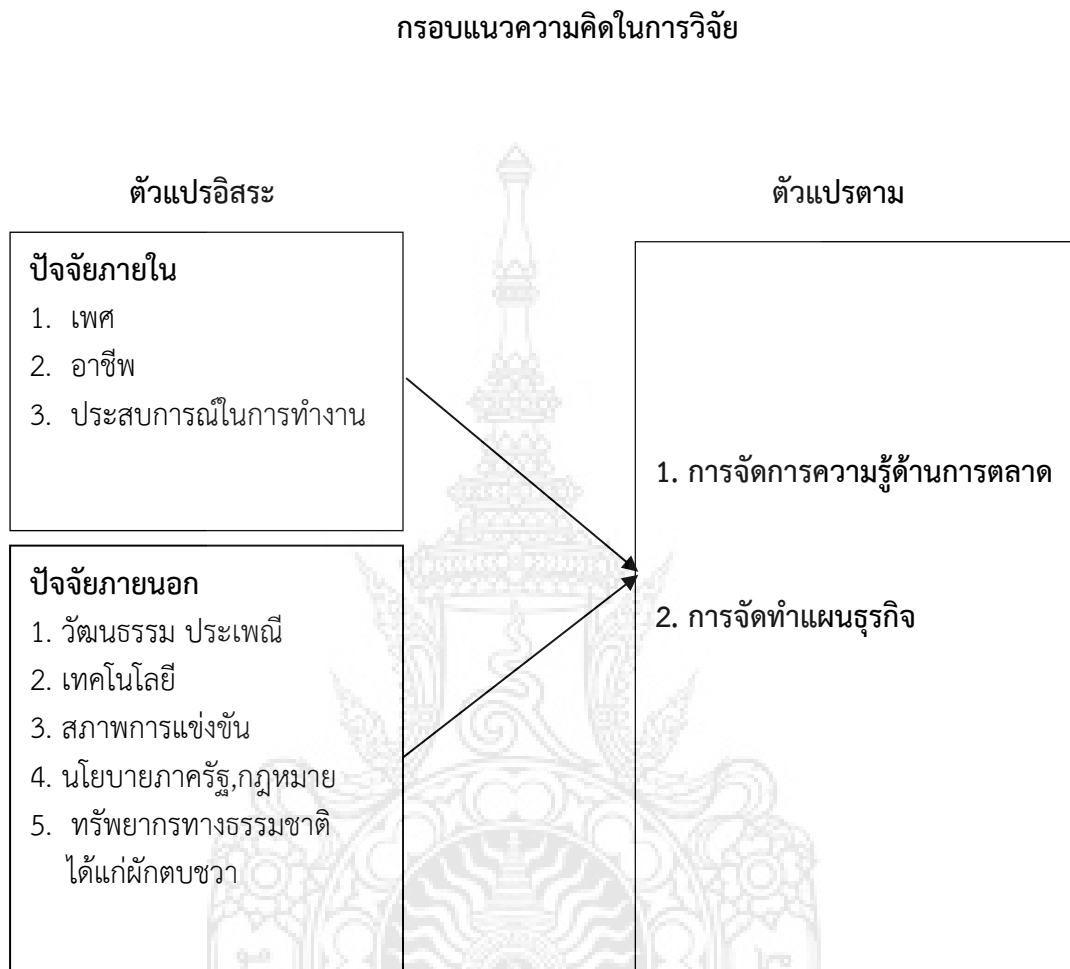 กรอบแนวความคิดในการวิจัย
ตัวแปรอิสระ
ปัจจัยภายใน
1. เพศ
2. อาชีพ
3. ประสบการณ์ในการทำงาน
ปัจจัยภายนอก
1. วัฒนธรรม ประเพณี
2. เทคโนโลยี
3. สภาพการแข่งขัน
4. นโยบายภาครัฐ,กฎหมาย
5. ทรัพยากรทางธรรมชาติ
ได้แก่ผักตบชวา
ตัวแปรตาม
1. การจัดการความรู้ด้านการตลาด
2. การจัดทำแผนธุรกิจ